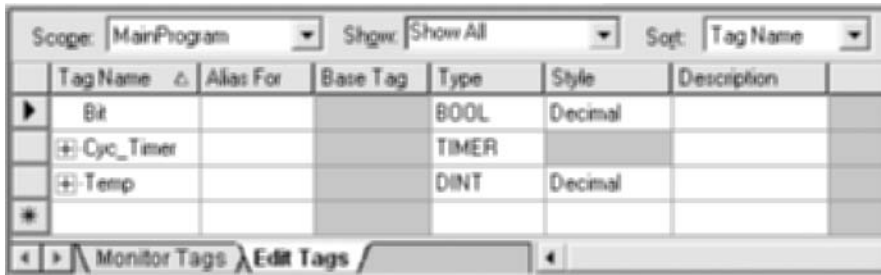 Scope: MainProgram Show: Show All Sort: Tag Name
Tag Name Alias For Base Tag Type Style Description
Bit BOOL Decimal
Cyc_Timer TIMER
Temp DINT Decimal
Monitor Tags Edit Tags